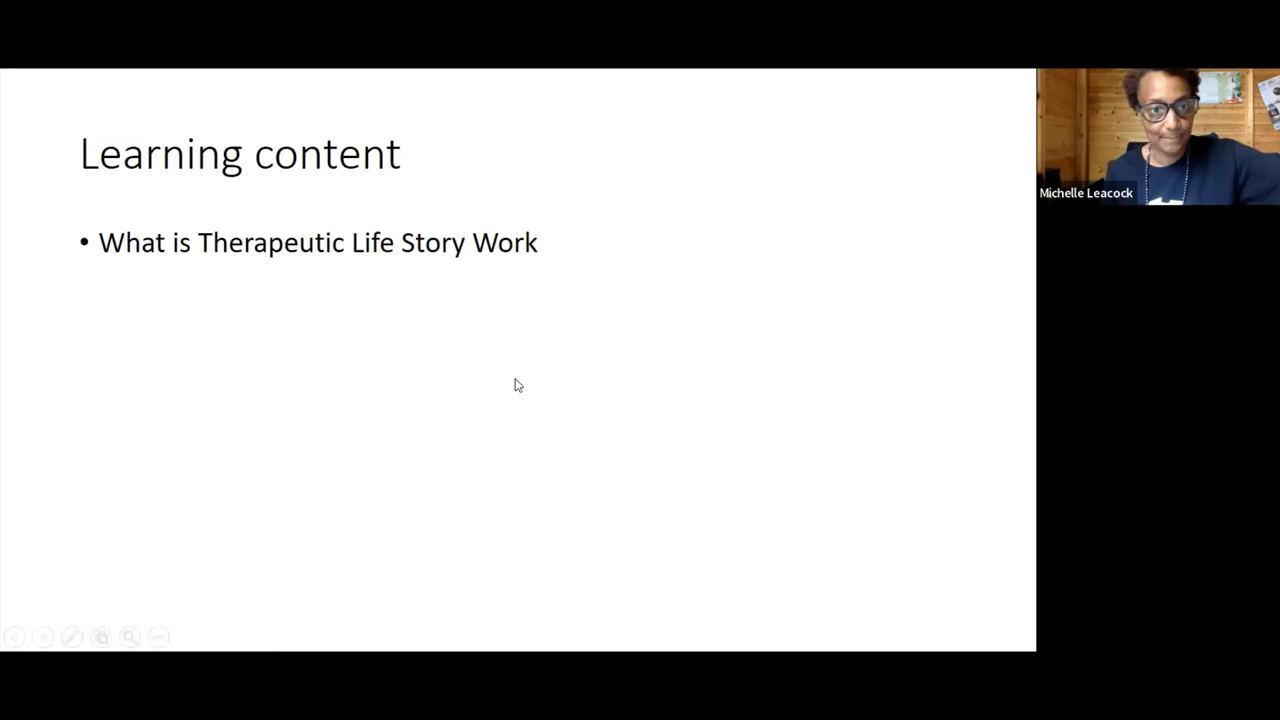 Learning content
• What is Therapeutic Life Story Work
Michelle Leacock